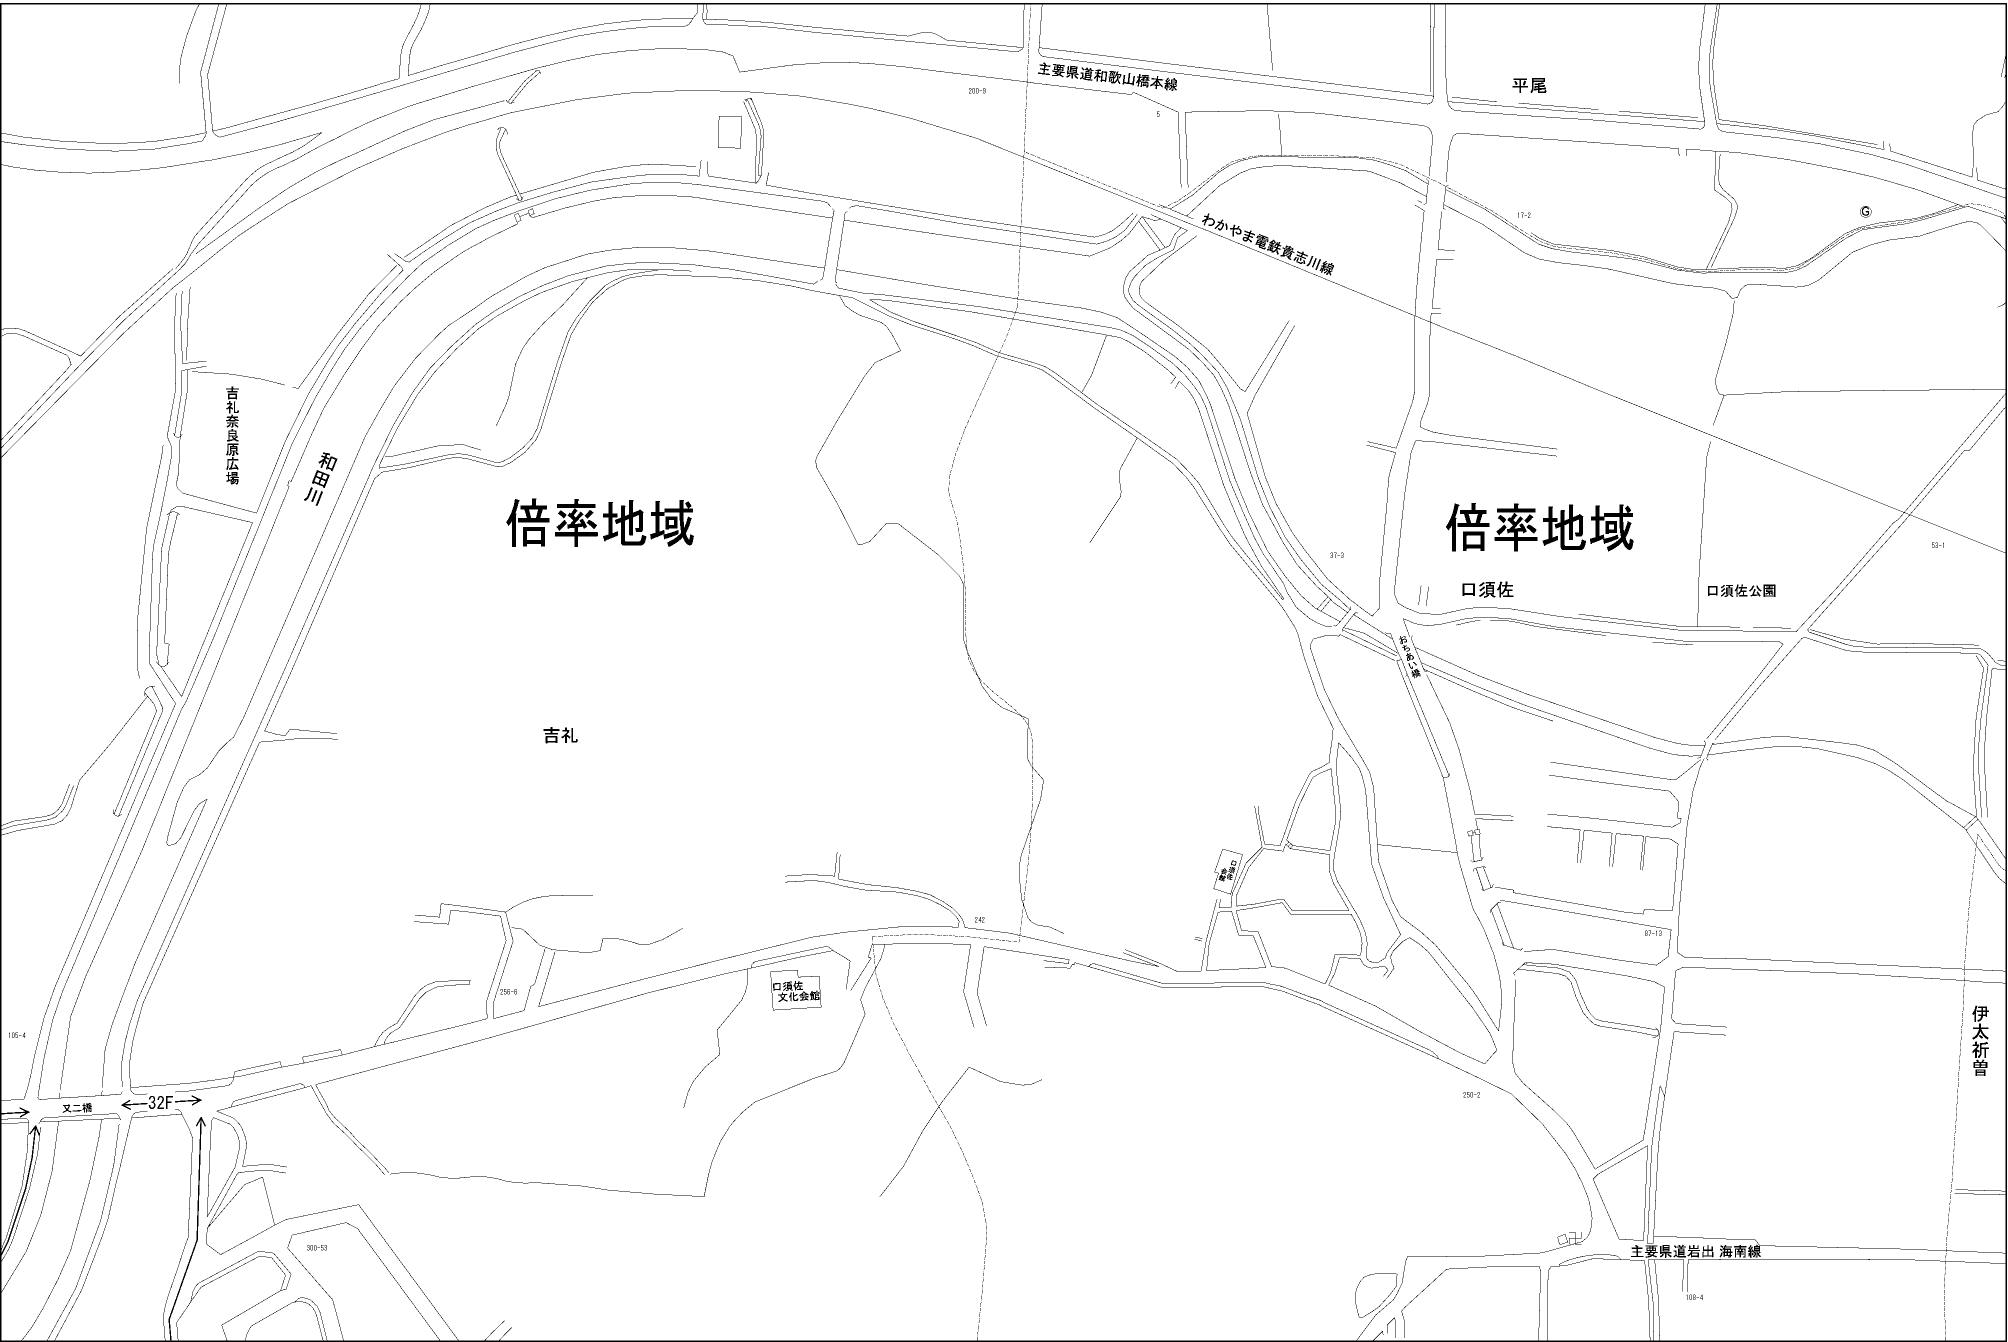 主要県道和歌山橋本線
平尾
200-9
5
17-2
G
わかやま電鉄貴志川線
吉礼奈良原広場
和田川
倍率地域
倍率地域
53-1
37-3
口須佐
口須佐公園
おちあい橋
吉礼
口須佐
会館
242
87-13
口須佐
文化会館
256-6
伊太祈曽
105-4
250-2
又二橋
32F
300-53
主要県道岩出 海南線
108-4